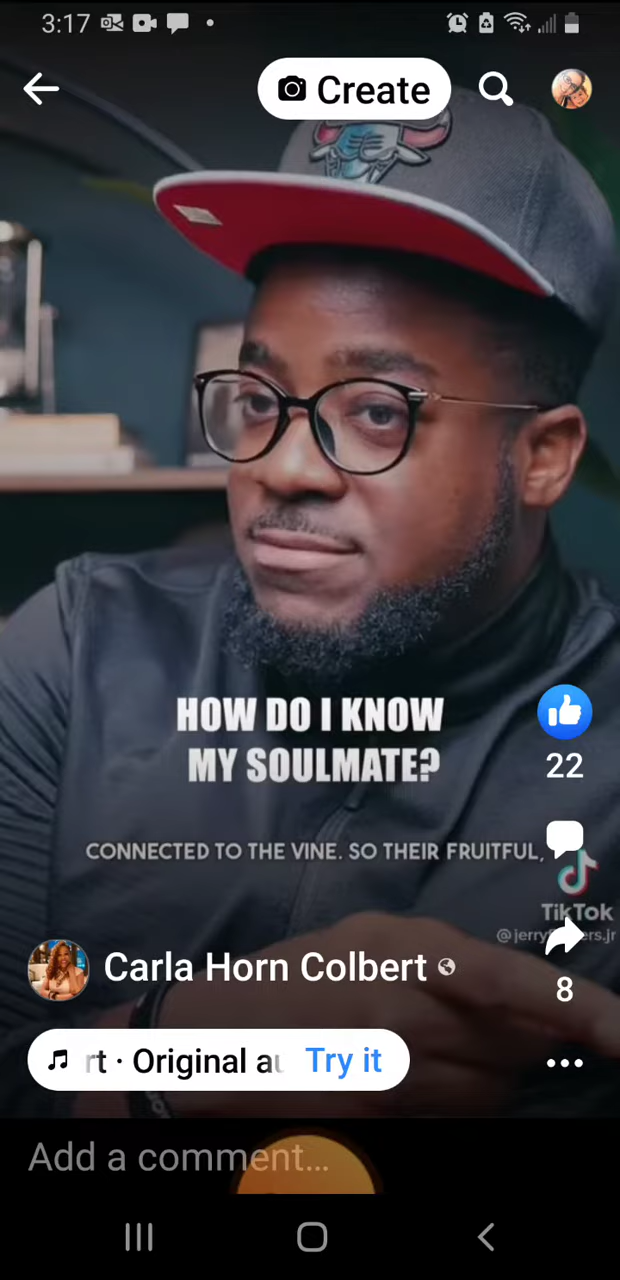 3:17
Create
HOW DO I KNOW
MY SOULMATE?
22
CONNECTED TO THE VINE. SO THEIR FRUITFUL,
TikTok
Carla Horn Colbert
8
rt · Original au
Try it
Add a comment...